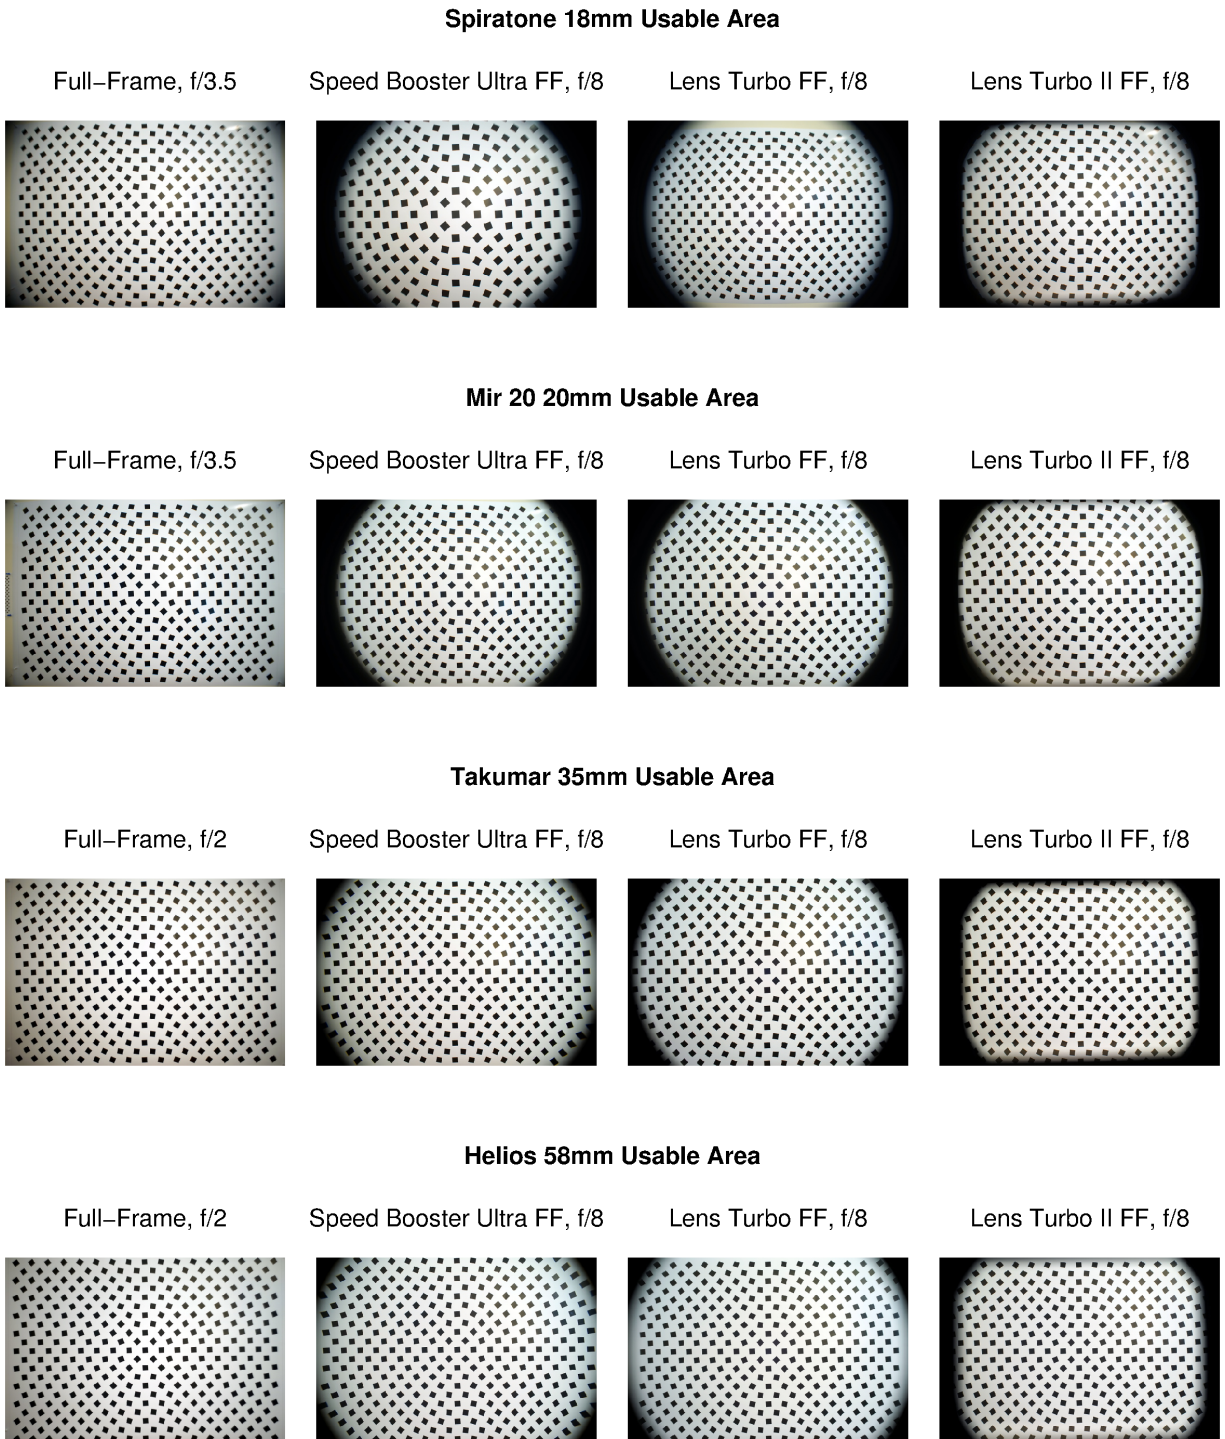 Spiratone 18mm Usable Area
Full−Frame, f/3.5 Speed Booster Ultra FF, f/8 Lens Turbo FF, f/8 Lens Turbo II FF, f/8
Mir 20 20mm Usable Area
Full−Frame, f/3.5 Speed Booster Ultra FF, f/8 Lens Turbo FF, f/8 Lens Turbo II FF, f/8
Takumar 35mm Usable Area
Full−Frame, f/2 Speed Booster Ultra FF, f/8 Lens Turbo FF, f/8 Lens Turbo II FF, f/8
Helios 58mm Usable Area
Full−Frame, f/2 Speed Booster Ultra FF, f/8 Lens Turbo FF, f/8 Lens Turbo II FF, f/8